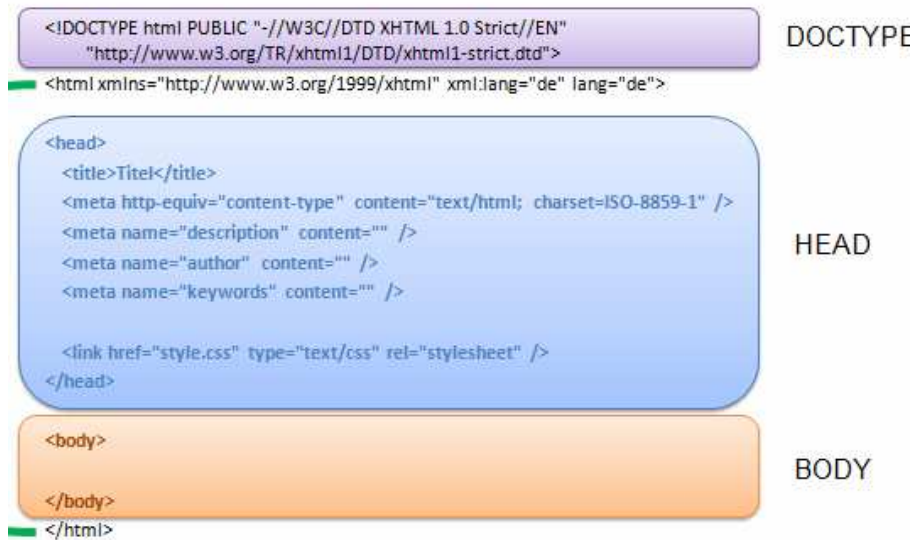 <!DOCTYPE html PUBLIC "-//W3C//DTD XHTML 1.0 Strict//EN"
"http://www.w3.org/TR/xhtml1/DTD/xhtml1-strict.dtd">
DOCTYPE
<html xmlns="http://www.w3.org/1999/xhtml" xml:lang="de" lang="de">
<head>
<title>Titel</title>
<meta http-equiv="content-type" content="text/html; charset=ISO-8859-1" />
<meta name="description" content="" />
<meta name="author" content="" />
<meta name="keywords" content="" />
<link href="style.css" type="text/css" rel="stylesheet" />
</head>
HEAD
<body>
</body>
BODY
</html>